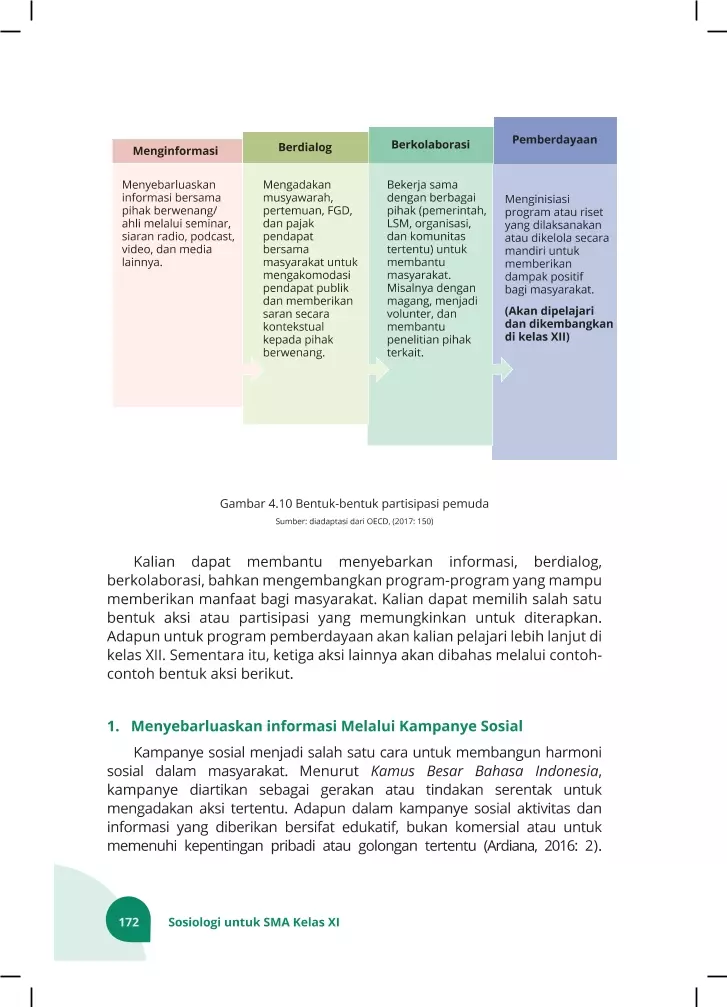 Menginformasi
Menyebarluaskan
informasi bersama
pihak berwenang/
ahli melalui seminar,
siaran radio, podcast,
video, dan media
lainnya.
Berdialog
Mengadakan
musyawarah,
pertemuan, FGD,
dan pajak
pendapat
bersama
masyarakat untuk
mengakomodasi
pendapat publik
dan memberikan
saran secara
kontekstual
kepada pihak
berwenang.
Berkolaborasi
Bekerja sama
dengan berbagai
pihak (pemerintah,
LSM, organisasi,
dan komunitas
tertentu) untuk
membantu
masyarakat.
Misalnya dengan
magang, menjadi
volunter, dan
membantu
penelitian pihak
terkait.
Pemberdayaan
Menginisiasi
program atau riset
yang dilaksanakan
atau dikelola secara
mandiri untuk
memberikan
dampak positif
bagi masyarakat.
(Akan dipelajari
dan dikembangkan
di kelas XII)
Gambar 4.10 Bentuk-bentuk partisipasi pemuda
Sumber: diadaptasi dari OECD, (2017: 150)
Kalian dapat membantu menyebarkan informasi, berdialog,
berkolaborasi, bahkan mengembangkan program-program yang mampu
memberikan manfaat bagi masyarakat. Kalian dapat memilih salah satu
bentuk aksi atau partisipasi yang memungkinkan untuk diterapkan.
Adapun untuk program pemberdayaan akan kalian pelajari lebih lanjut di
kelas XII. Sementara itu, ketiga aksi lainnya akan dibahas melalui contoh-
contoh bentuk aksi berikut.
1. Menyebarluaskan informasi Melalui Kampanye Sosial
Kampanye sosial menjadi salah satu cara untuk membangun harmoni
sosial dalam masyarakat. Menurut Kamus Besar Bahasa Indonesia,
kampanye diartikan sebagai gerakan atau tindakan serentak untuk
mengadakan aksi tertentu. Adapun dalam kampanye sosial aktivitas dan
informasi yang diberikan bersifat edukatif, bukan komersial atau untuk
memenuhi kepentingan pribadi atau golongan tertentu (Ardiana, 2016: 2).
172 Sosiologi untuk SMA Kelas XI